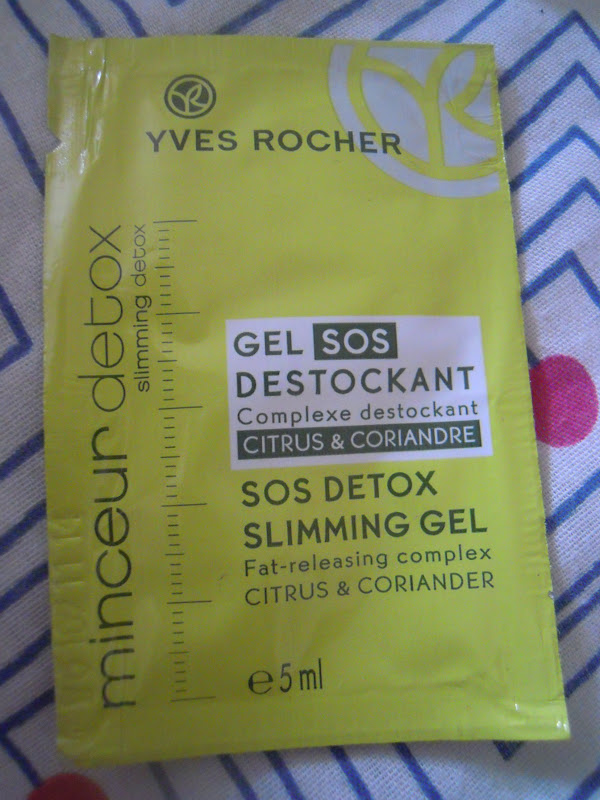 YVES ROCHER
minceur detox
slimming detox
GEL SOS
DESTOCKANT
Complexe destockant
CITRUS & CORIANDRE
SOS DETOX
SLIMMING GEL
Fat-releasing complex
CITRUS & CORIANDER
℮5ml